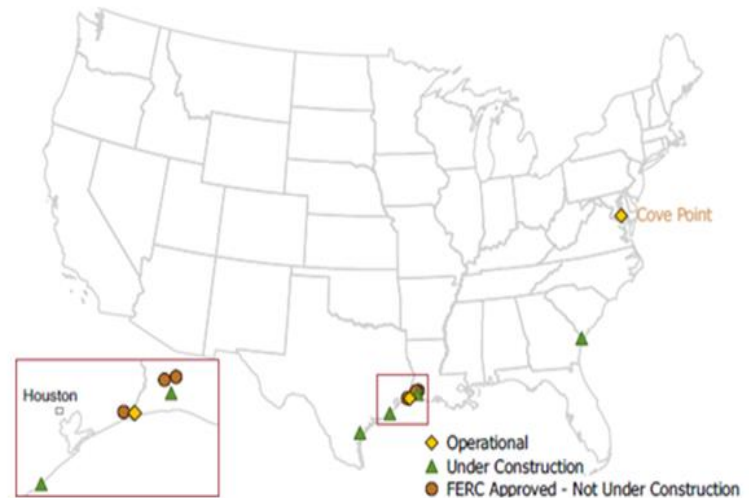 Cove Point
Houston
Operational
Under Construction
FERC Approved - Not Under Construction